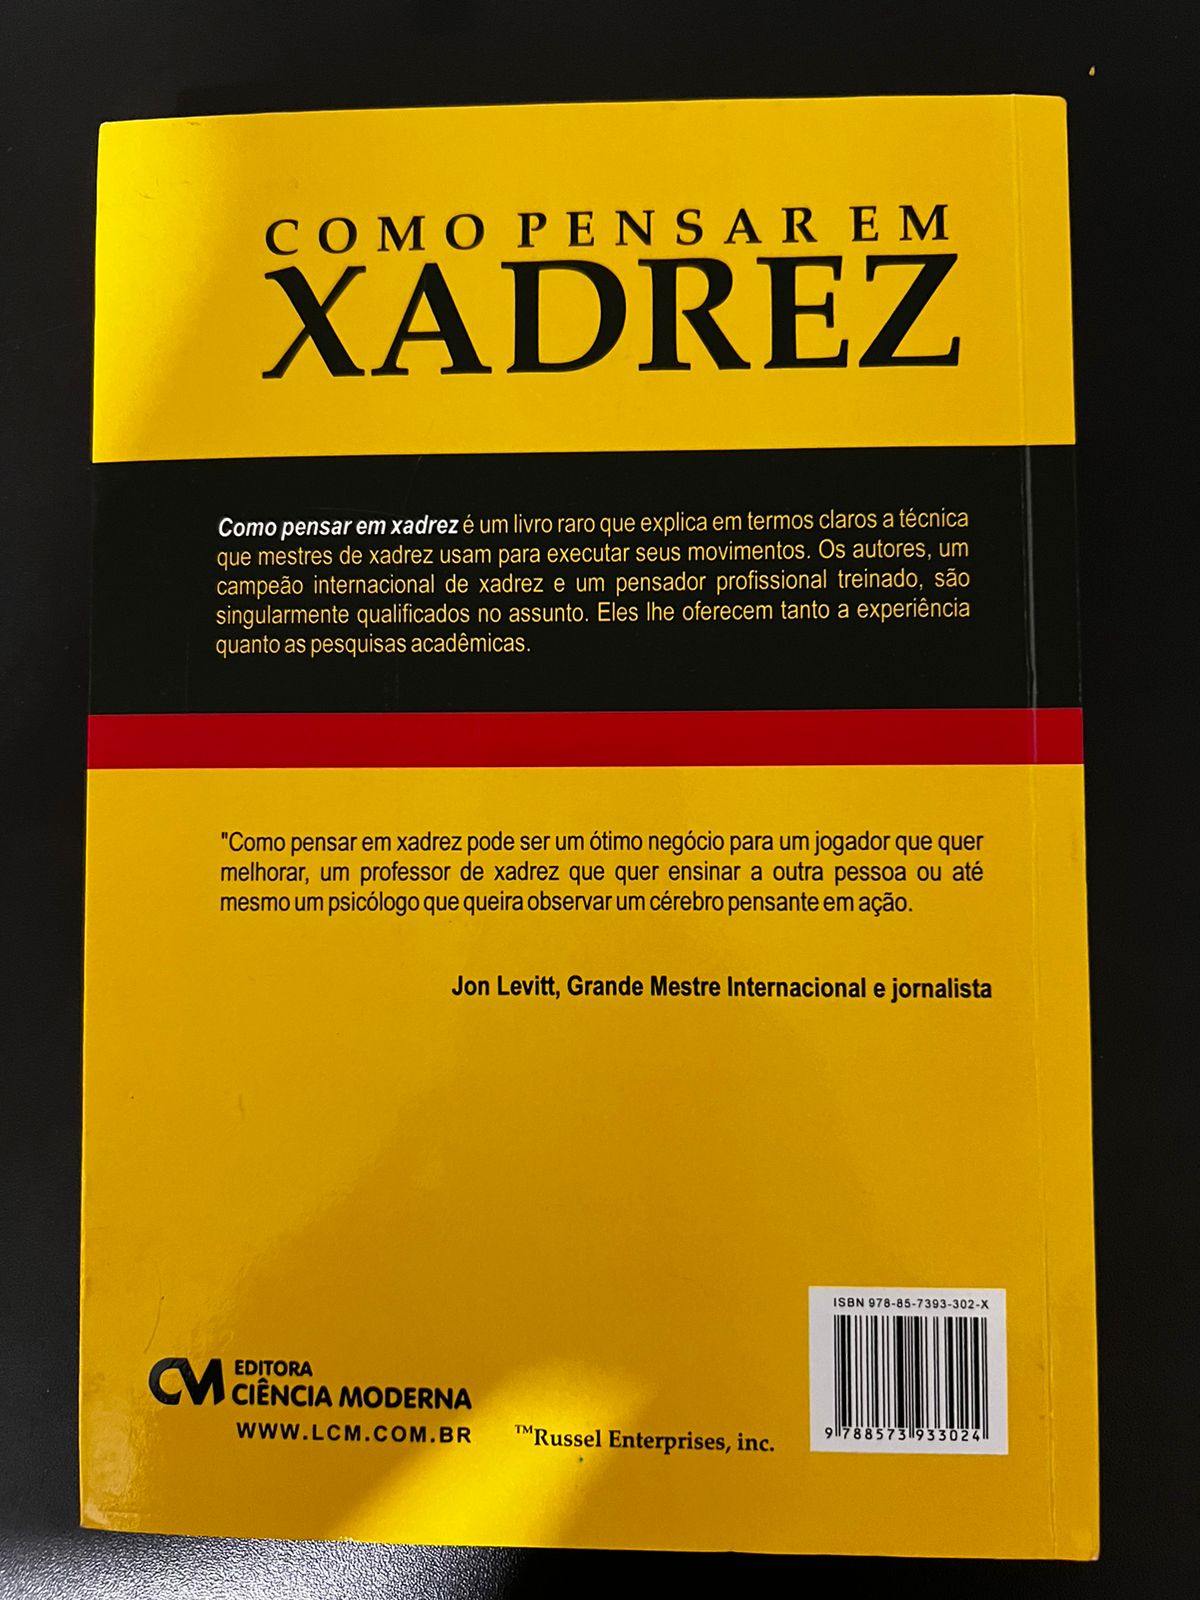 COMO PENSAR EM
XADREZ
Como pensar em xadrez é um livro raro que explica em termos claros a técnica
que mestres de xadrez usam para executar seus movimentos. Os autores, um
campeão internacional de xadrez e um pensador profissional treinado, são
singularmente qualificados no assunto. Eles lhe oferecem tanto a experiência
quanto as pesquisas acadêmicas.
"Como pensar em xadrez pode ser um ótimo negócio para um jogador que quer
melhorar, um professor de xadrez que quer ensinar a outra pessoa ou até
mesmo um psicólogo que queira observar um cérebro pensante em ação.
Jon Levitt, Grande Mestre Internacional e jornalista
CM EDITORA
CIÊNCIA MODERNA
WWW.LCM.COM.BR
™Russel Enterprises, inc.
ISBN 978-85-7393-302-X
9 788573 933024